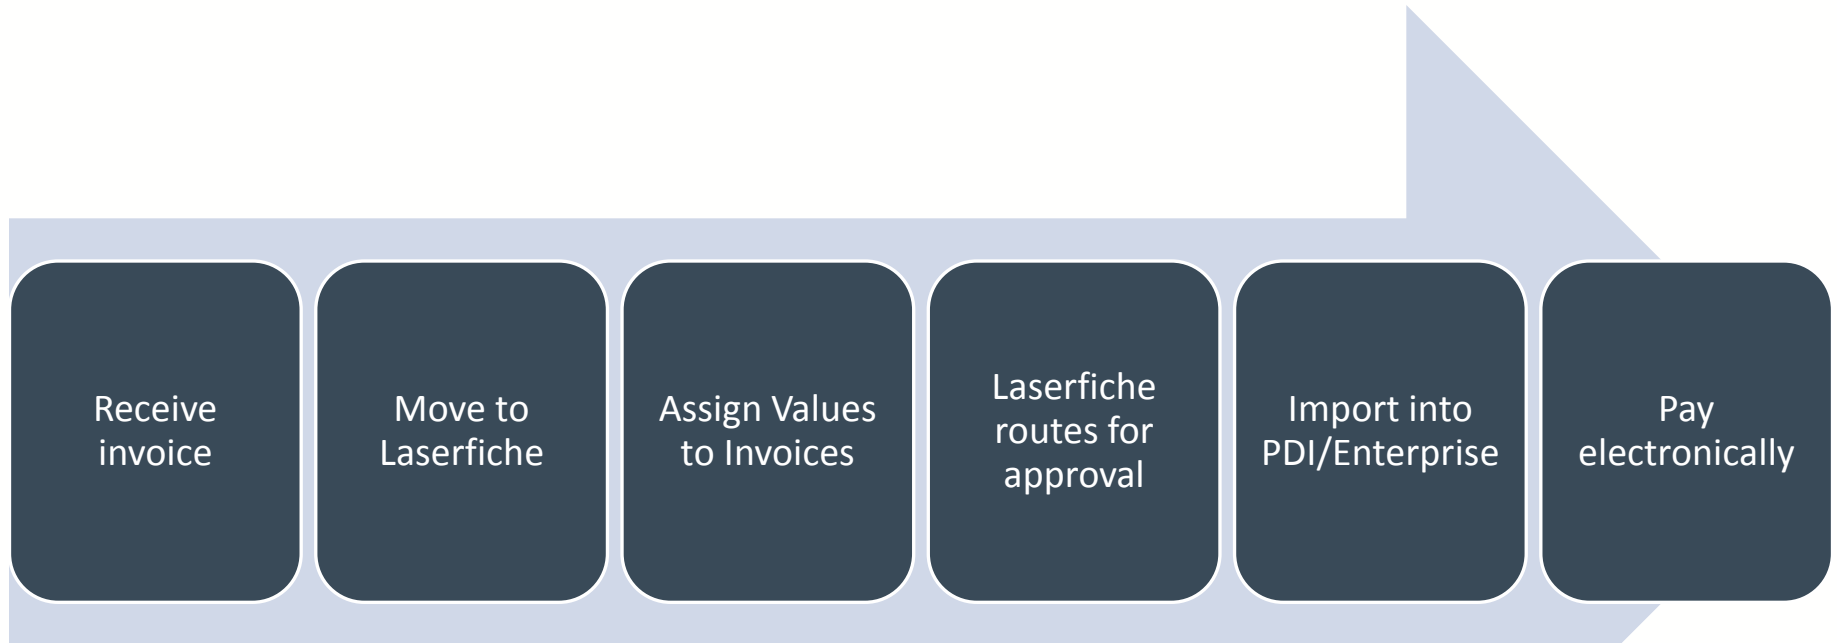 Receive
invoice
Move to
Laserfiche
Assign Values
to Invoices
Laserfiche
routes for
approval
Import into
PDI/Enterprise
Pay
electronically